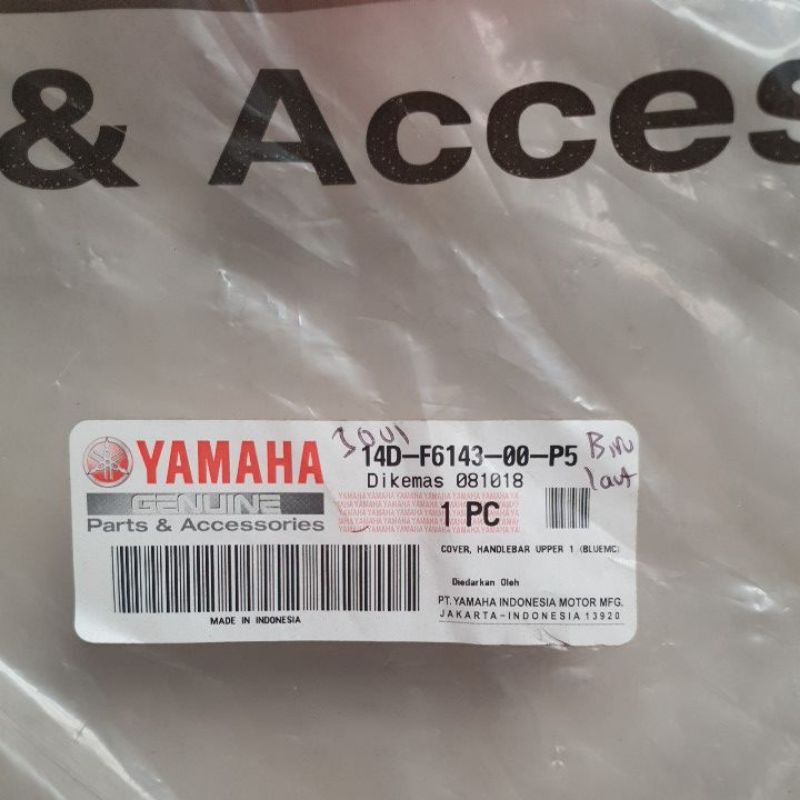 & Acces
YAMAHA
GENUINE
Parts & Accessories
14D-F6143-00-P5
Dikemas 081018
1 PC
Biru
laut
COVER, HANDLEBAR UPPER 1 (BLUEMC)
Diedarkan Oleh
PT. YAMAHA INDONESIA MOTOR MFG.
JAKARTA-INDONESIA 13920
MADE IN INDONESIA